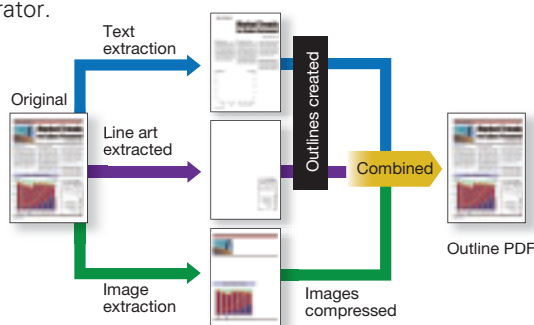 rator.
Text
extraction
Original
Line art
extracted
Outlines created
Combined
Image
extraction
Images
compressed
Outline PDF